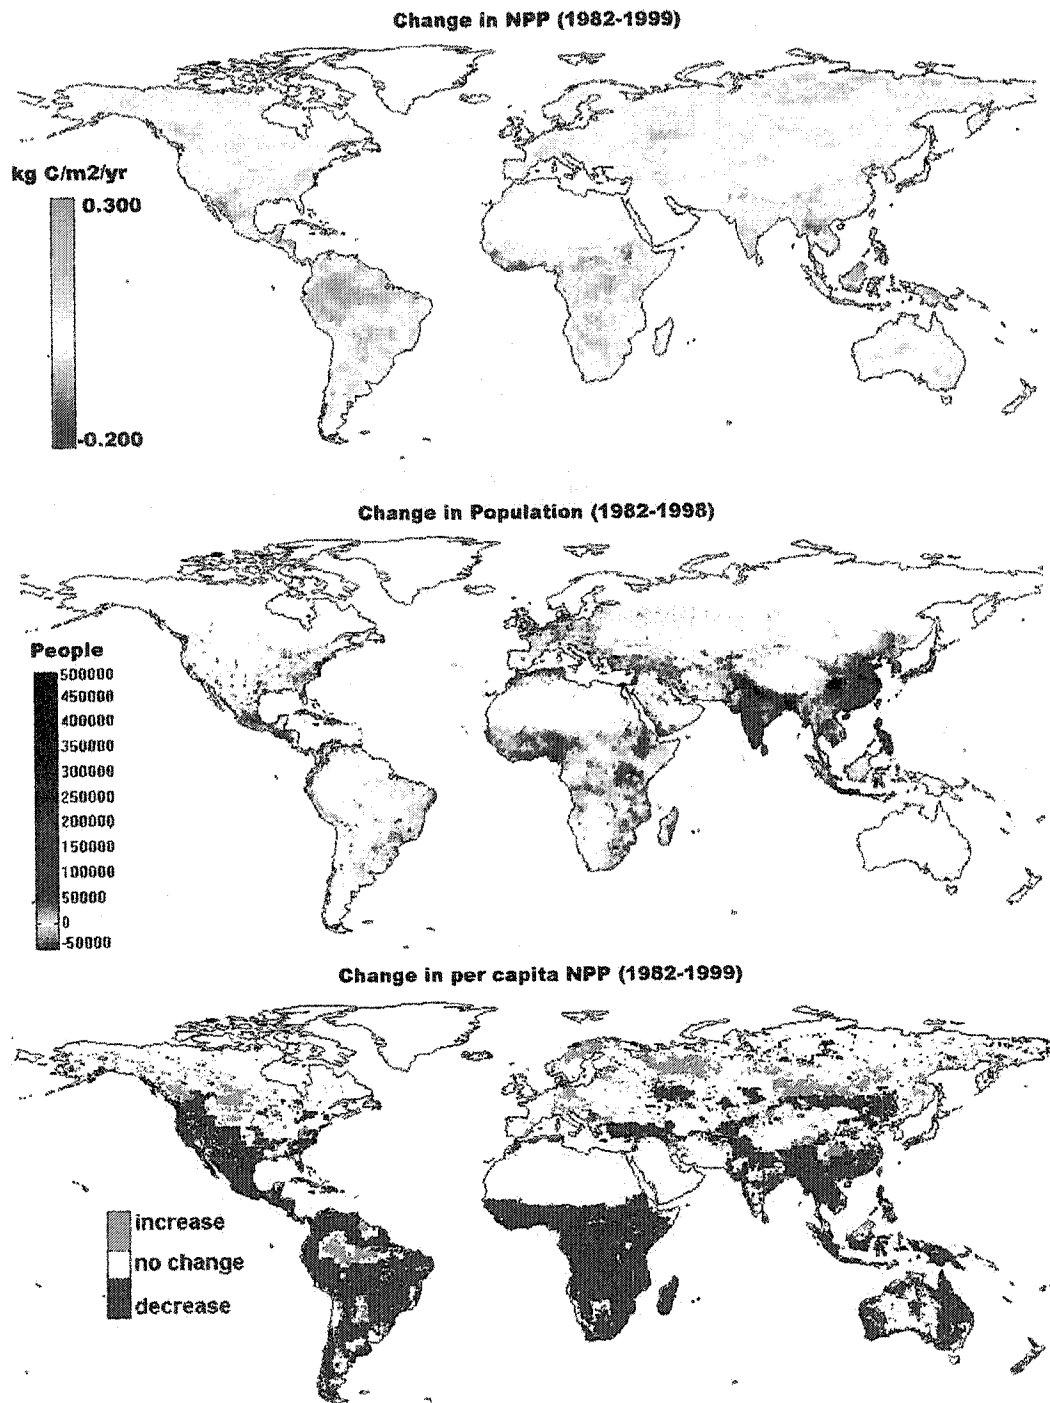 Change in NPP (1982-1999)
kg C/m2/yr
0.300
-0.200
Change in Population (1982-1998)
People
500000
450000
400000
350000
300000
250000
200000
150000
100000
50000
0
-50000
Change in per capita NPP (1982-1999)
increase
no change
decrease